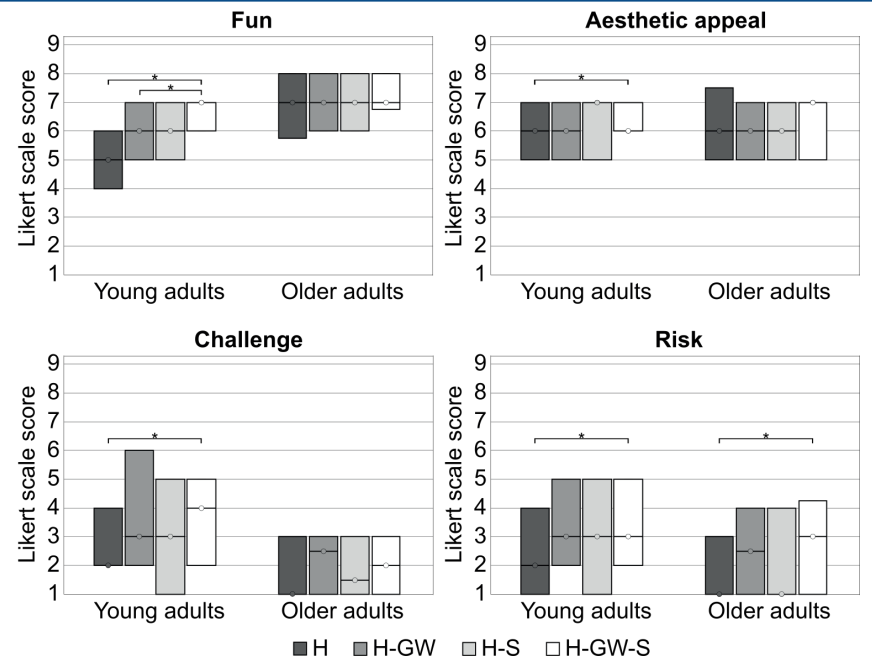 Fun
Aesthetic appeal
Likert scale score
9
8
7
6
5
4
3
2
1
*
*
Young adults
Older adults
Likert scale score
9
8
7
6
5
4
3
2
1
*
Young adults
Older adults
Challenge
Risk
Likert scale score
9
8
7
6
5
4
3
2
1
*
Young adults
Older adults
Likert scale score
9
8
7
6
5
4
3
2
1
*
*
Young adults
Older adults
H
H-GW
H-S
H-GW-S